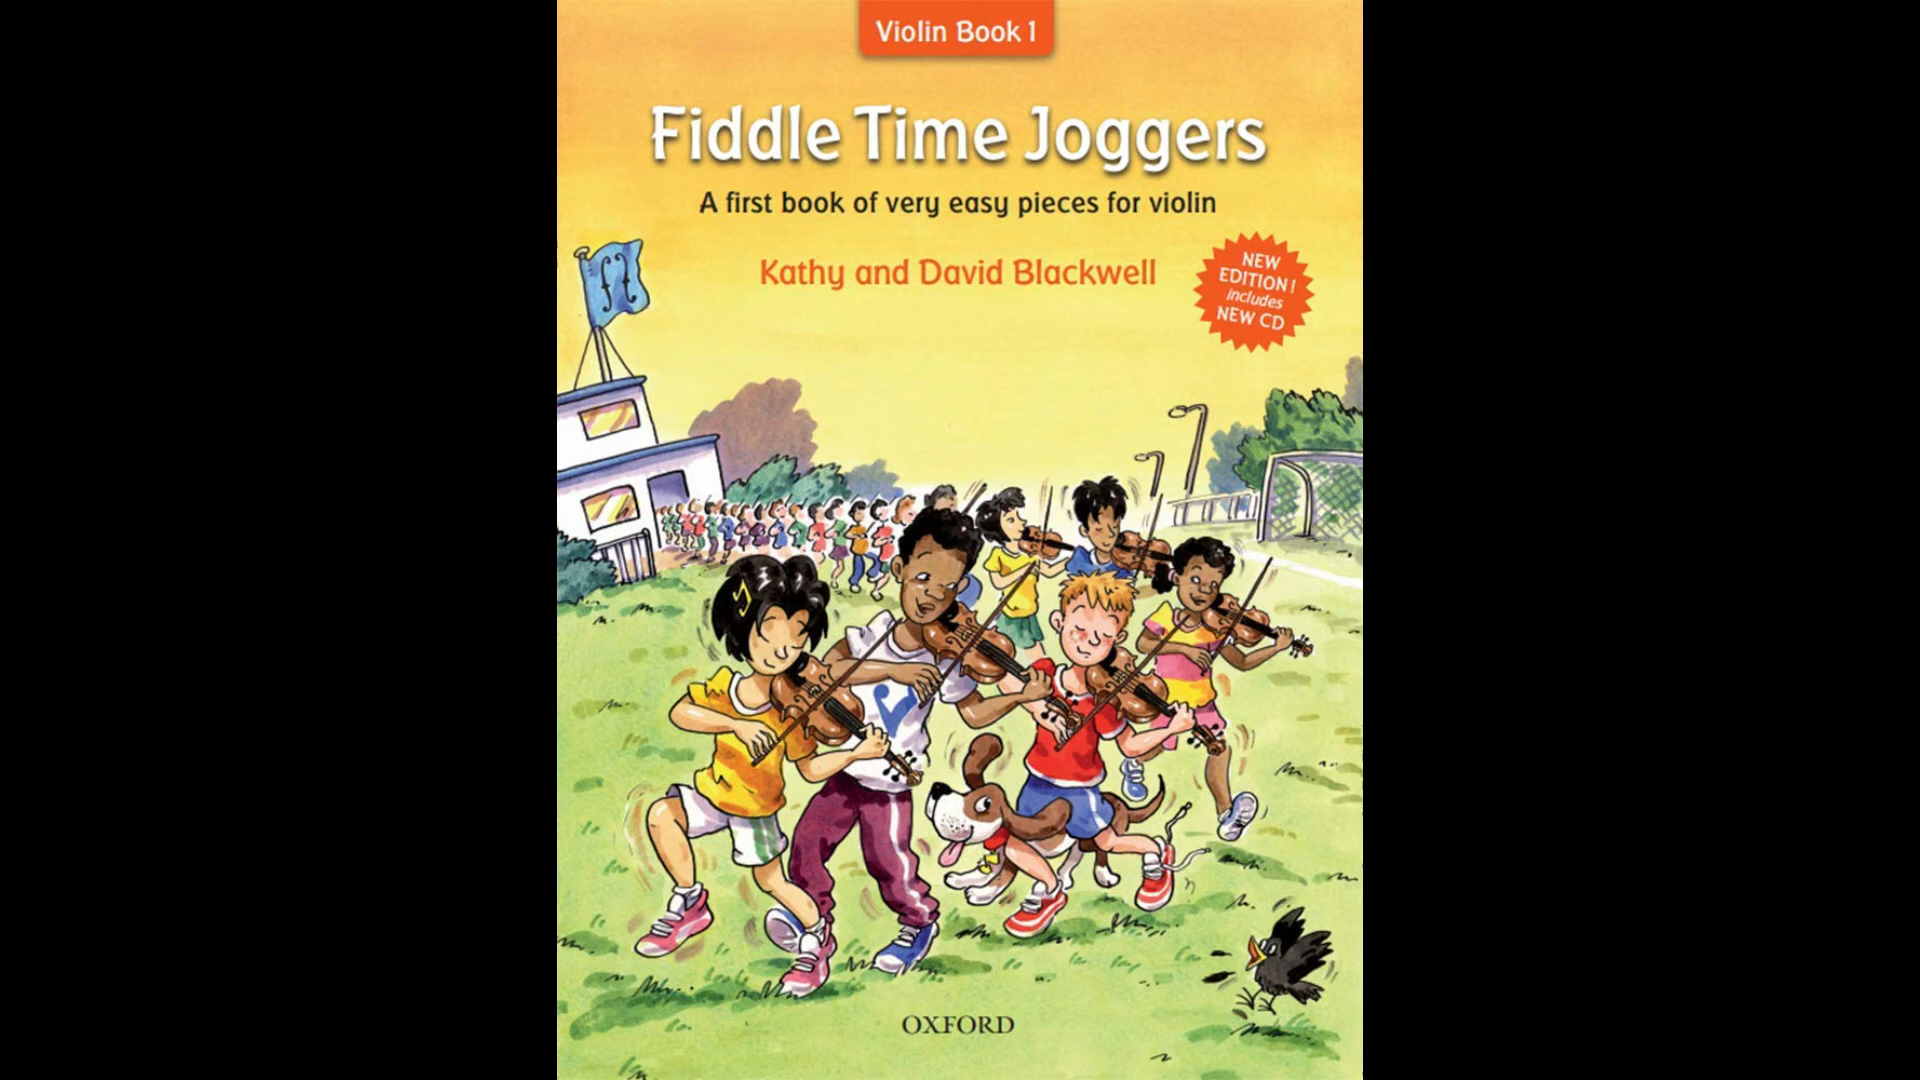 Violin Book 1
Fiddle Time Joggers
A first book of very easy pieces for violin
Kathy and David Blackwell
NEW
EDITION!
includes
NEW CD
OXFORD